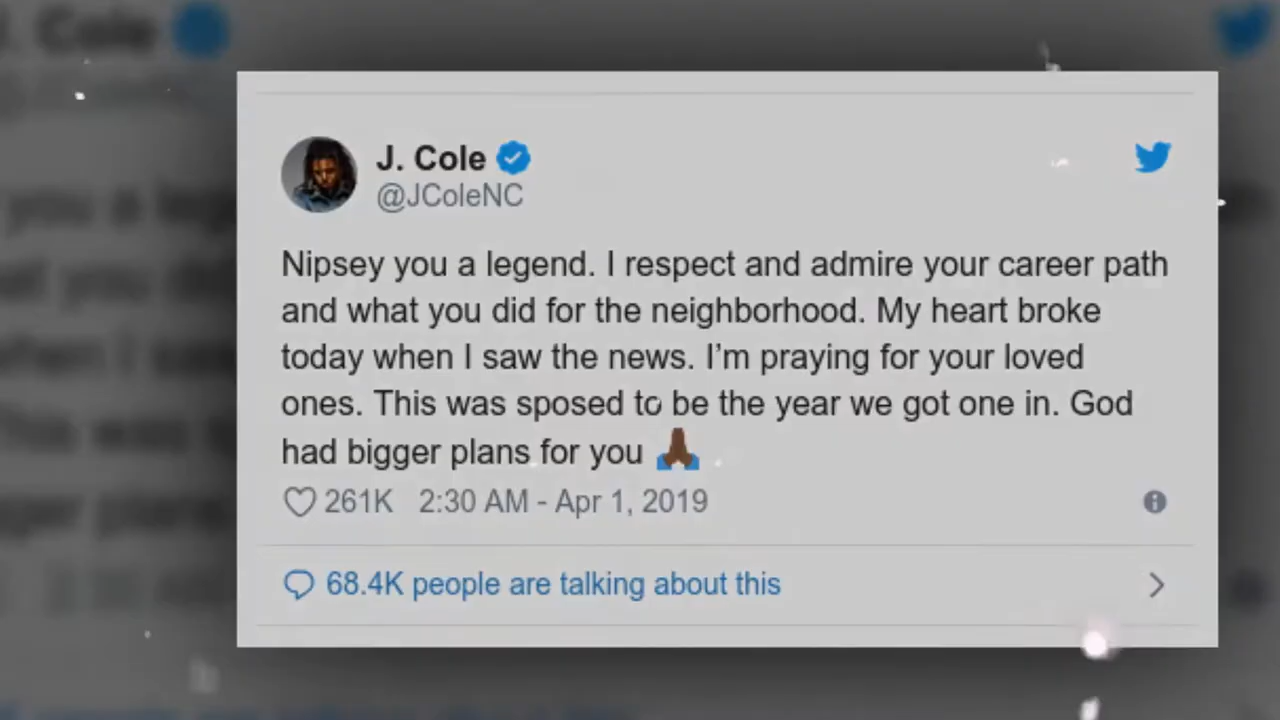 J. Cole
J. Cole
@JColeNC
Nipsey you a legend. I respect and admire your career path
and what you did for the neighborhood. My heart broke
today when I saw the news. I’m praying for your loved
ones. This was sposed to be the year we got one in. God
had bigger plans for you 🙏🏾
261K 2:30 AM - Apr 1, 2019
68.4K people are talking about this